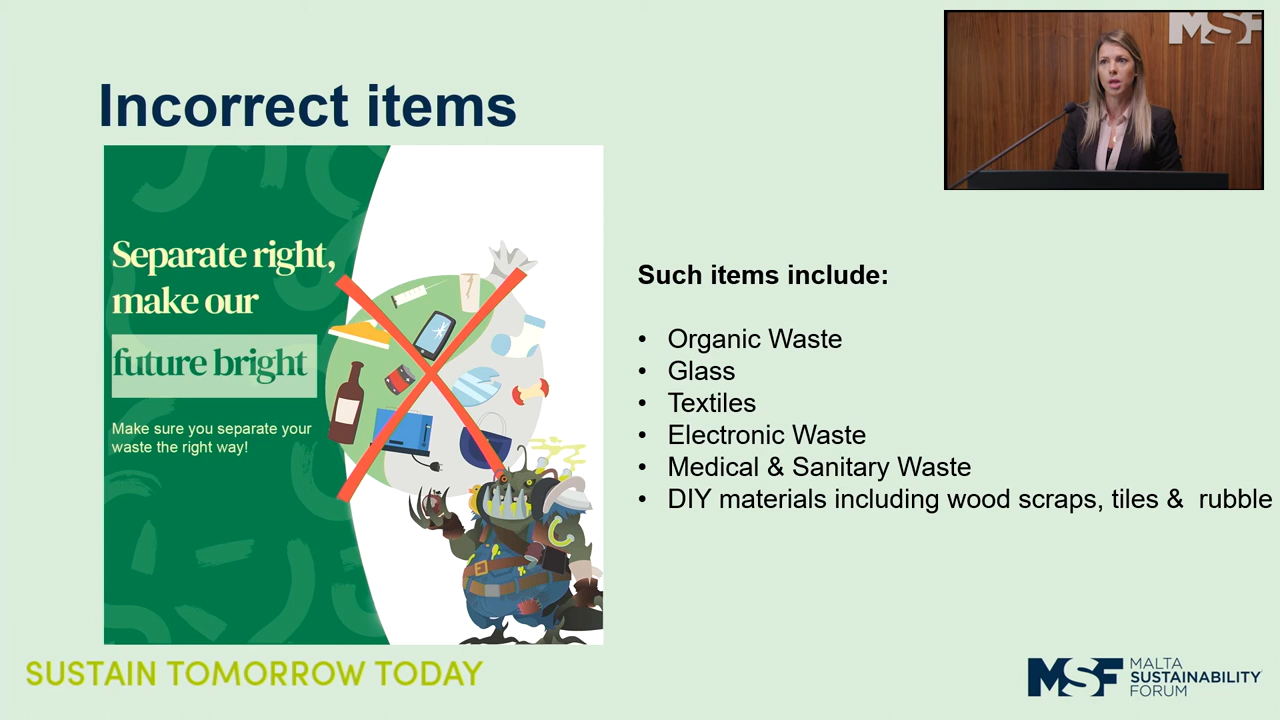 MSF
Incorrect items
Separate right,
make our
future bright
Make sure you separate your
waste the right way!
Such items include:
• Organic Waste
• Glass
• Textiles
• Electronic Waste
• Medical & Sanitary Waste
• DIY materials including wood scraps, tiles &  rubble
SUSTAIN TOMORROW TODAY
MSF
MALTA
SUSTAINABILITY
FORUM